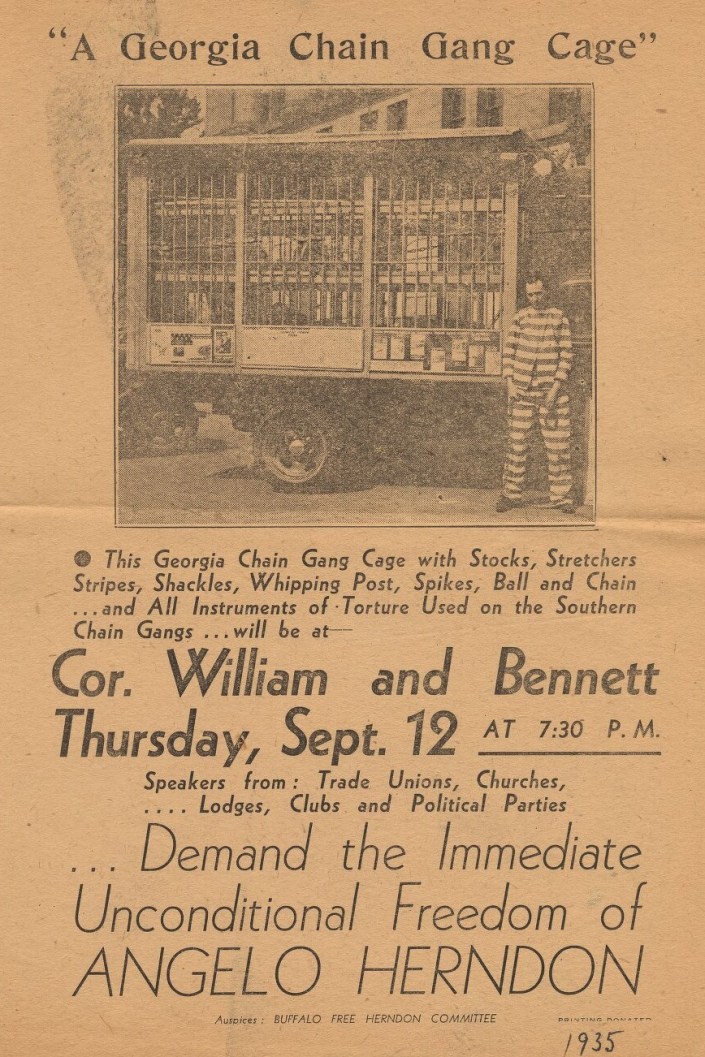 “A Georgia Chain Gang Cage”
● This Georgia Chain Gang Cage with Stocks, Stretchers
Stripes, Shackles, Whipping Post, Spikes, Ball and Chain
...and All Instruments of Torture Used on the Southern
Chain Gangs ...will be at—
Cor. William and Bennett
Thursday, Sept. 12 AT 7:30 P. M.
Speakers from: Trade Unions, Churches,
.... Lodges, Clubs and Political Parties
... Demand the Immediate
Unconditional Freedom of
ANGELO HERNDON
Auspices: BUFFALO FREE HERNDON COMMITTEE PRINTING DONATED
1935